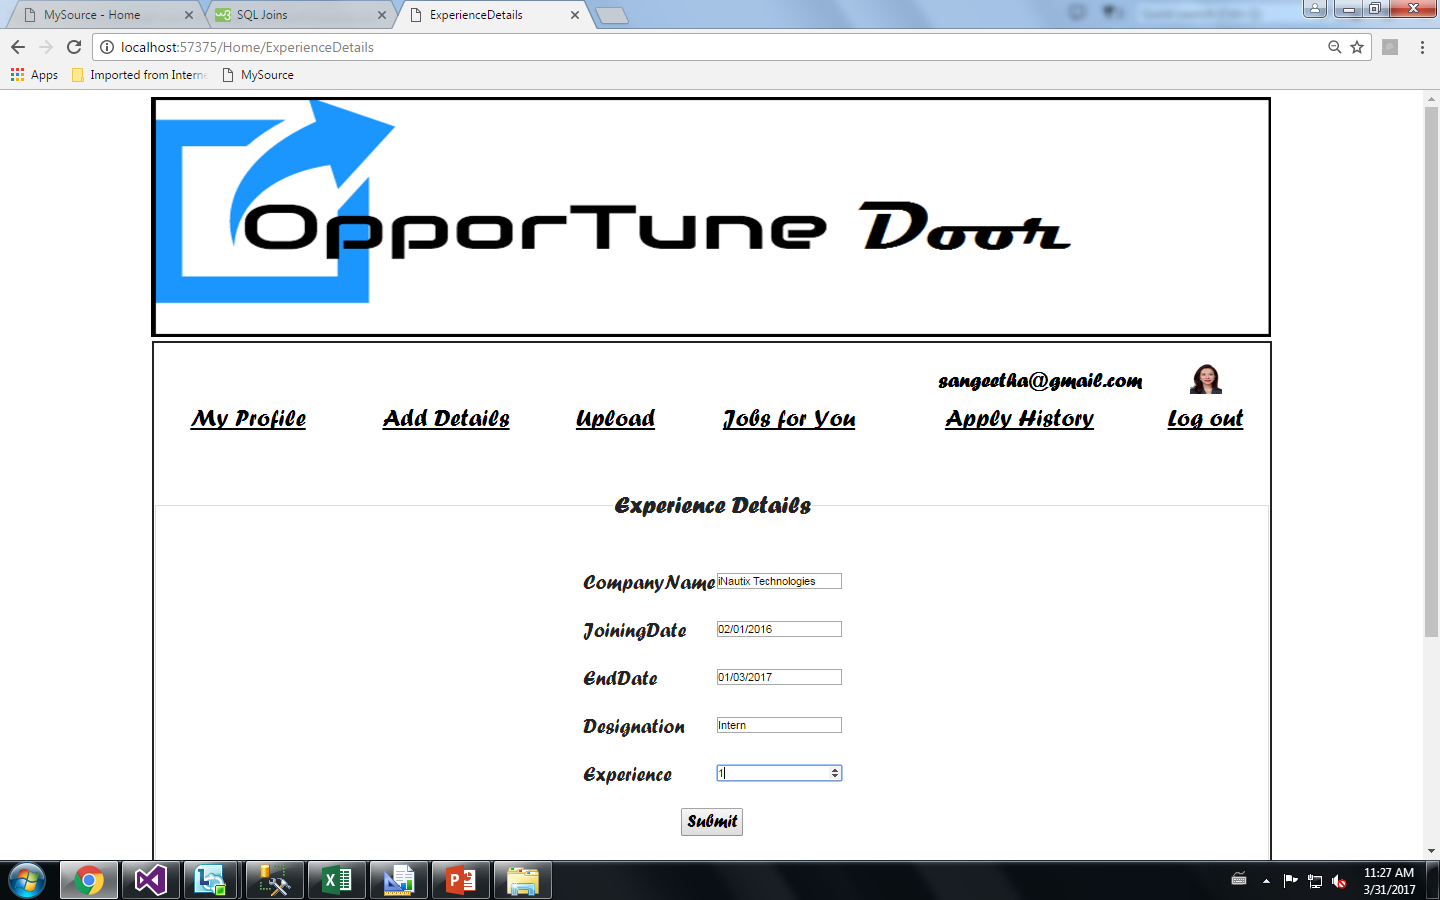 MySource - Home
SQL Joins
ExperienceDetails
localhost:57375/Home/ExperienceDetails
Apps
Imported from Intern
MySource
OpporTune Door
sangeetha@gmail.com
My Profile
Add Details
Upload
Jobs for You
Apply History
Log out
Experience Details
CompanyName iNautix Technologies
JoiningDate 02/01/2016
EndDate 01/03/2017
Designation Intern
Experience 1
Submit
11:27 AM
3/31/2017